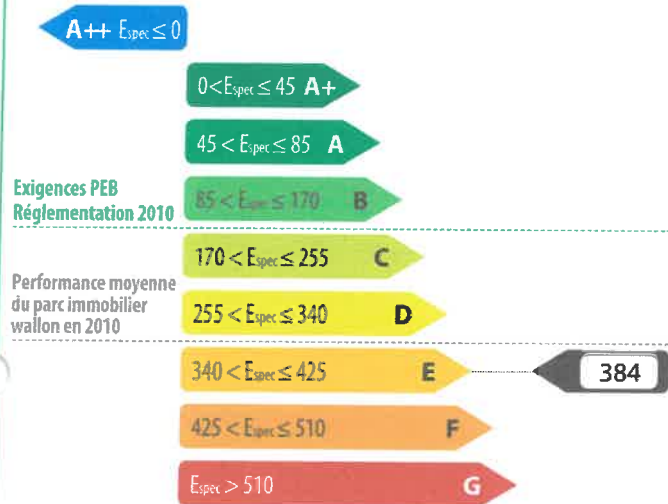 A++ Espec ≤ 0
0 < Espec ≤ 45 A+
45 < Espec ≤ 85 A
Exigences PEB
Réglementation 2010
85 < Espec ≤ 170 B
170 < Espec ≤ 255 C
Performance moyenne
du parc immobilier
wallon en 2010
255 < Espec ≤ 340 D
340 < Espec ≤ 425 E
384
425 < Espec ≤ 510 F
Espec > 510 G